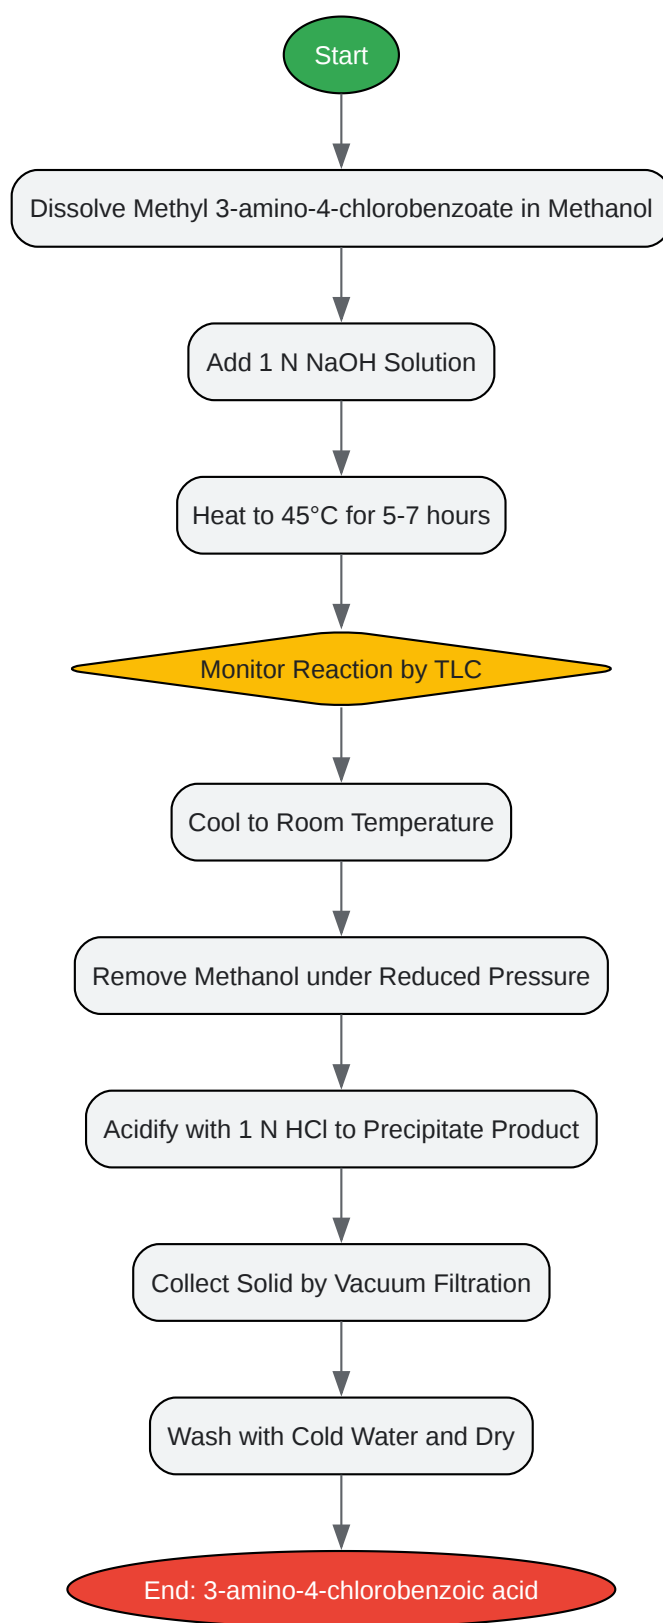 Start
Dissolve Methyl 3-amino-4-chlorobenzoate in Methanol
Add 1 N NaOH Solution
Heat to 45°C for 5-7 hours
Monitor Reaction by TLC
Cool to Room Temperature
Remove Methanol under Reduced Pressure
Acidify with 1 N HCl to Precipitate Product
Collect Solid by Vacuum Filtration
Wash with Cold Water and Dry
End: 3-amino-4-chlorobenzoic acid